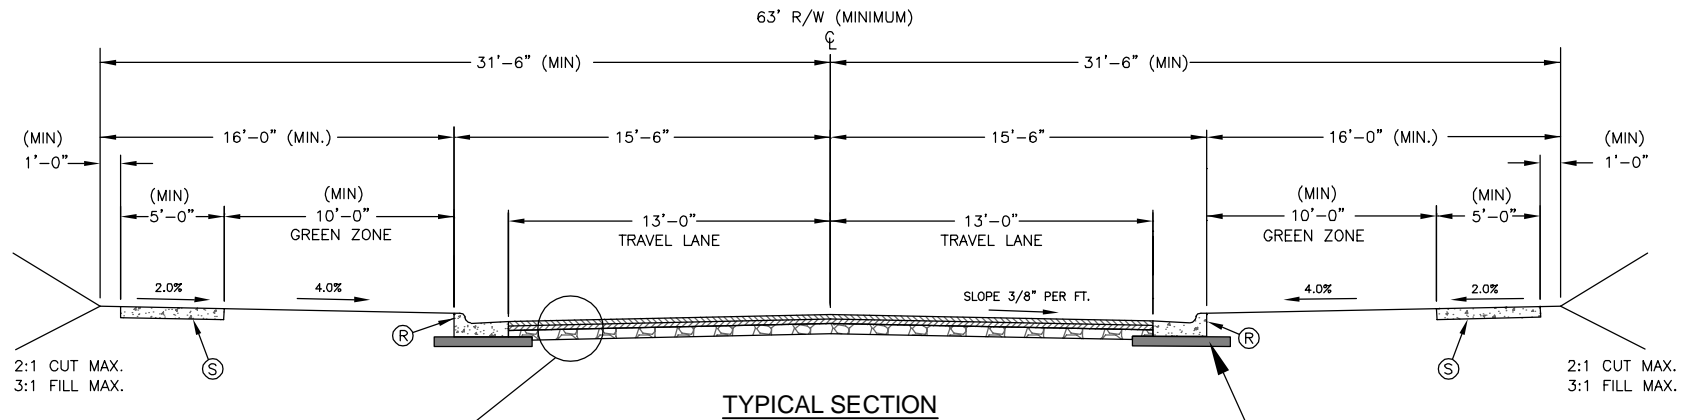 63' R/W (MINIMUM)
℄
31'-6" (MIN)
31'-6" (MIN)
(MIN)
16'-0" (MIN.)
15'-6"
15'-6"
16'-0" (MIN.)
(MIN)
1'-0"
1'-0"
(MIN)
(MIN)
(MIN)
(MIN)
5'-0"
10'-0"
13'-0"
13'-0"
10'-0"
5'-0"
GREEN ZONE
TRAVEL LANE
TRAVEL LANE
GREEN ZONE
2.0%
4.0%
SLOPE 3/8" PER FT.
4.0%
2.0%
R
R
S
S
2:1 CUT MAX.
3:1 FILL MAX.
2:1 CUT MAX.
3:1 FILL MAX.
TYPICAL SECTION